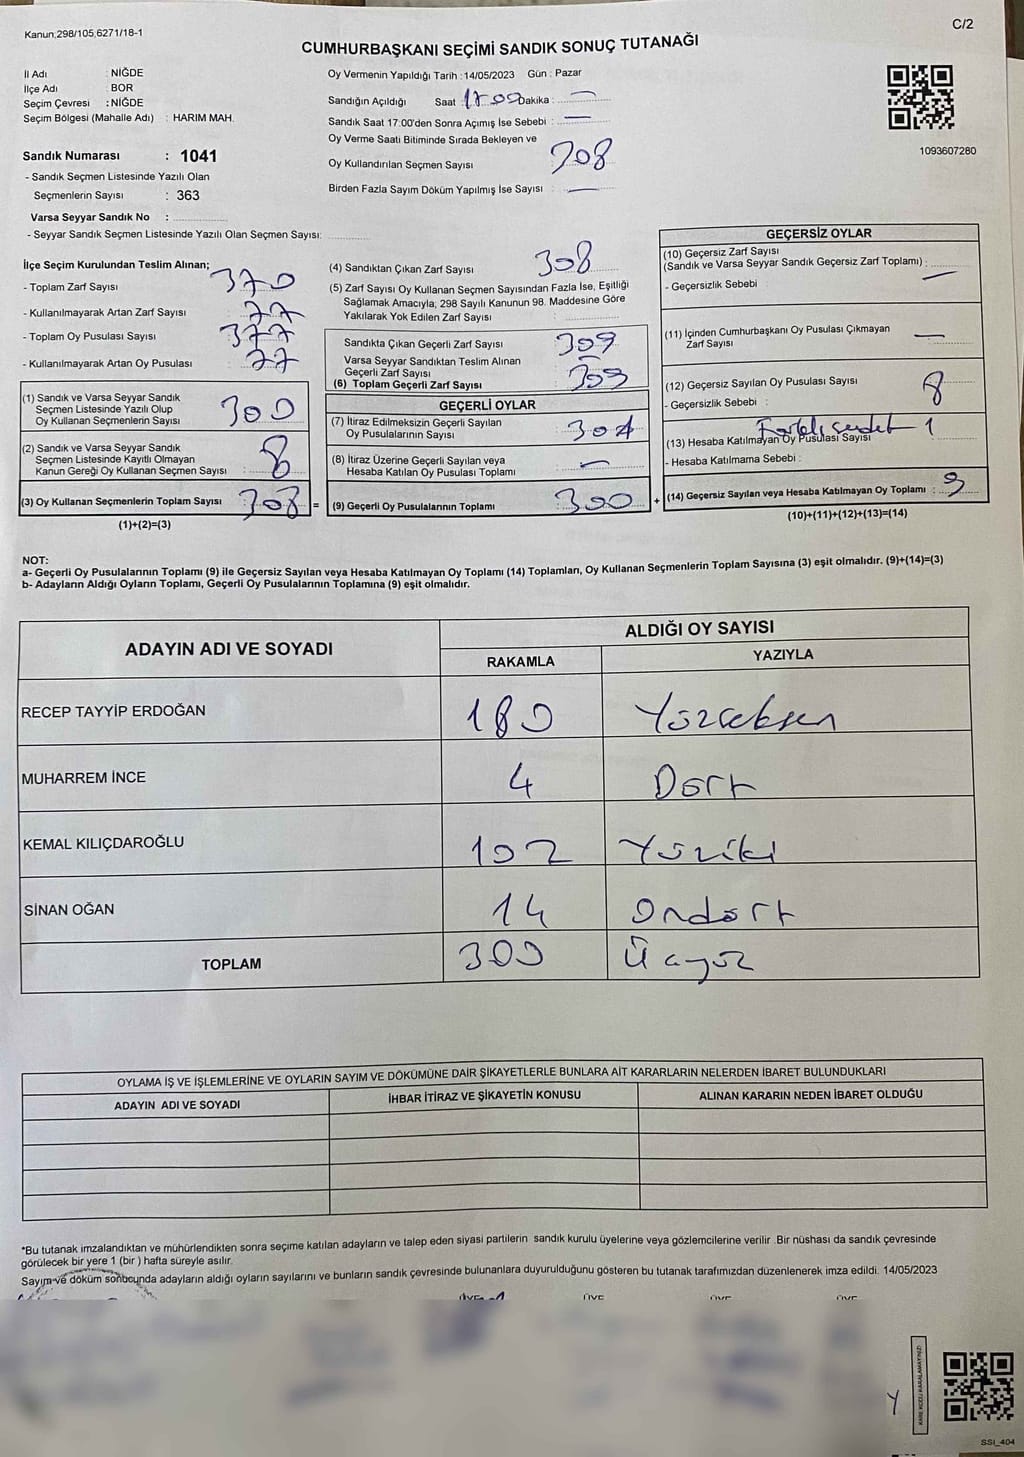 Kanun;298/105,6271/18-1
C/2
CUMHURBAŞKANI SEÇİMİ SANDIK SONUÇ TUTANAĞI
İl Adı : NİĞDE
İlçe Adı : BOR
Seçim Çevresi : NİĞDE
Seçim Bölgesi (Mahalle Adı) : HARIM MAH.
Sandık Numarası : 1041
- Sandık Seçmen Listesinde Yazılı Olan
Seçmenlerin Sayısı : 363
Varsa Seyyar Sandık No :
- Seyyar Sandık Seçmen Listesinde Yazılı Olan Seçmen Sayısı:
Oy Vermenin Yapıldığı Tarih : 14/05/2023 Gün : Pazar
Sandığın Açıldığı Saat : 1700 Dakika : —
Sandık Saat 17:00'den Sonra Açımış İse Sebebi : —
Oy Verme Saati Bitiminde Sırada Bekleyen ve
Oy Kullandırılan Seçmen Sayısı 308
Birden Fazla Sayım Döküm Yapılmış İse Sayısı : —
1093607280
İlçe Seçim Kurulundan Teslim Alınan;
- Toplam Zarf Sayısı : 370
- Kullanılmayarak Artan Zarf Sayısı : 77
- Toplam Oy Pusulası Sayısı : 377
- Kullanılmayarak Artan Oy Pusulası : 77
(1) Sandık ve Varsa Seyyar Sandık
Seçmen Listesinde Yazılı Olup
Oy Kullanan Seçmenlerin Sayısı : 300
(2) Sandık ve Varsa Seyyar Sandık
Seçmen Listesinde Kayıtlı Olmayan
Kanun Gereği Oy Kullanan Seçmen Sayısı : 8
(3) Oy Kullanan Seçmenlerin Toplam Sayısı : 308 =
(1)+(2)=(3)
(4) Sandıktan Çıkan Zarf Sayısı : 308
(5) Zarf Sayısı Oy Kullanan Seçmen Sayısından Fazla İse, Eşitliği
Sağlamak Amacıyla; 298 Sayılı Kanunun 98. Maddesine Göre
Yakılarak Yok Edilen Zarf Sayısı :
Sandıkta Çıkan Geçerli Zarf Sayısı : 309
Varsa Seyyar Sandıktan Teslim Alınan
Geçerli Zarf Sayısı : —
(6) Toplam Geçerli Zarf Sayısı : 309
GEÇERLİ OYLAR
(7) İtiraz Edilmeksizin Geçerli Sayılan
Oy Pusulalarının Sayısı :
(8) İtiraz Üzerine Geçerli Sayılan veya
Hesaba Katılan Oy Pusulası Toplamı : —
(9) Geçerli Oy Pusulalarının Toplamı : 300 +
GEÇERSİZ OYLAR
(10) Geçersiz Zarf Sayısı
(Sandık ve Varsa Seyyar Sandık Geçersiz Zarf Toplamı) : —
- Geçersizlik Sebebi
(11) İçinden Cumhurbaşkanı Oy Pusulası Çıkmayan
Zarf Sayısı : —
(12) Geçersiz Sayılan Oy Pusulası Sayısı : 8
- Geçersizlik Sebebi :
(13) Hesaba Katılmayan Oy Pusulası Sayısı 1
- Hesaba Katılmama Sebebi :
(14) Geçersiz Sayılan veya Hesaba Katılmayan Oy Toplamı : 9
(10)+(11)+(12)+(13)=(14)
NOT:
a- Geçerli Oy Pusulalarının Toplamı (9) ile Geçersiz Sayılan veya Hesaba Katılmayan Oy Toplamı (14) Toplamları, Oy Kullanan Seçmenlerin Toplam Sayısına (3) eşit olmalıdır. (9)+(14)=(3)
b- Adayların Aldığı Oyların Toplamı, Geçerli Oy Pusulalarının Toplamına (9) eşit olmalıdır.
ADAYIN ADI VE SOYADI
ALDIĞI OY SAYISI
RAKAMLA YAZIYLA
RECEP TAYYİP ERDOĞAN 180 Yüzseksen
MUHARREM İNCE 4 Dört
KEMAL KILIÇDAROĞLU 102 Yüziki
SİNAN OĞAN 14 Ondört
TOPLAM 300 Üçyüz
OYLAMA İŞ VE İŞLEMLERİNE VE OYLARIN SAYIM VE DÖKÜMÜNE DAİR ŞİKAYETLERLE BUNLARA AİT KARARLARIN NELERDEN İBARET BULUNDUKLARI
ADAYIN ADI VE SOYADI İHBAR İTİRAZ VE ŞİKAYETİN KONUSU ALINAN KARARIN NEDEN İBARET OLDUĞU
*Bu tutanak imzalandıktan ve mühürlendikten sonra seçime katılan adayların ve talep eden siyasi partilerin sandık kurulu üyelerine veya gözlemcilerine verilir .Bir nüshası da sandık çevresinde
görülecek bir yere 1 (bir ) hafta süreyle asılır.
Sayım ve döküm sonucunda adayların aldığı oyların sayılarını ve bunların sandık çevresinde bulunanlara duyurulduğunu gösteren bu tutanak tarafımızdan düzenlenerek imza edildi. 14/05/2023
ÜYE ÜYE ÜYE ÜYE
KARE KODU KARALAMAYINIZ!
SSI_404